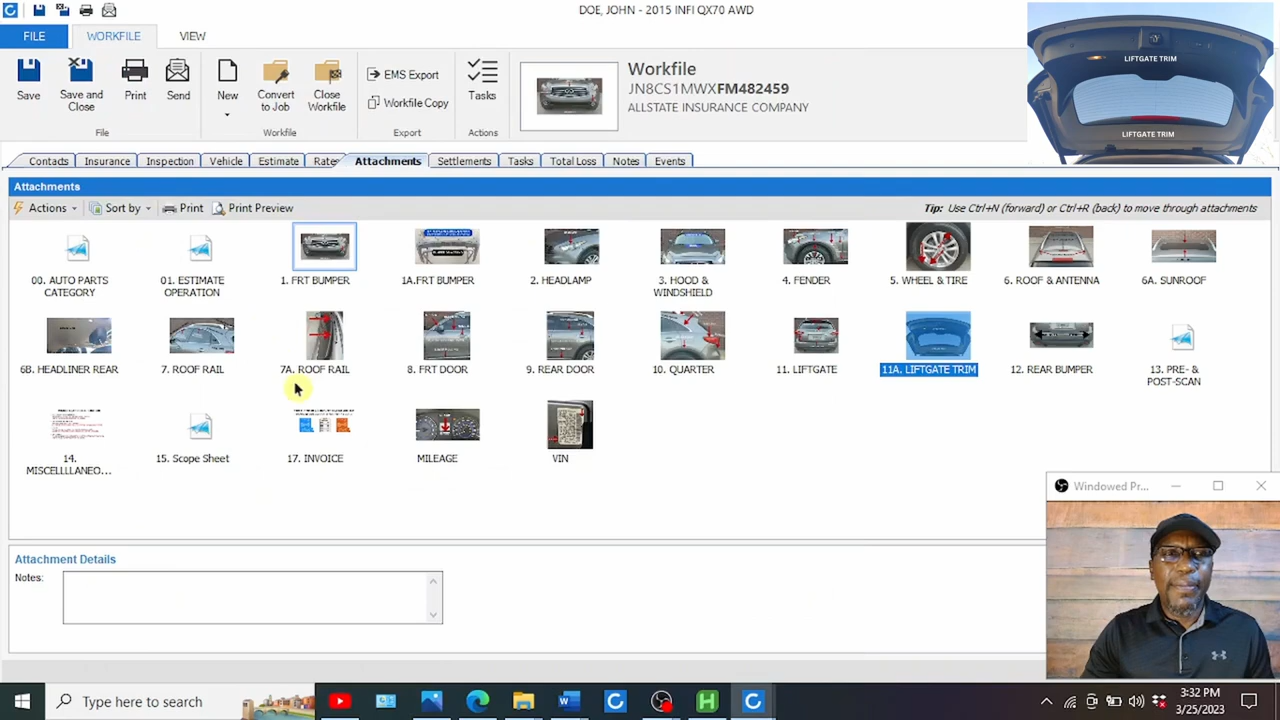 DOE, JOHN - 2015 INFI QX70 AWD
FILE
WORKFILE
VIEW
Save
Save and Close
Print
Send
New
Convert to Job
Close Workfile
EMS Export
Workfile Copy
Tasks
File
Workfile
Export
Actions
Workfile
JN8CS1MWXFM482459
ALLSTATE INSURANCE COMPANY
LIFTGATE TRIM
LIFTGATE TRIM
Contacts
Insurance
Inspection
Vehicle
Estimate
Rates
Attachments
Settlements
Tasks
Total Loss
Notes
Events
Attachments
Actions
Sort by
Print
Print Preview
Tip: Use Ctrl+N (forward) or Ctrl+R (back) to move through attachments
00. AUTO PARTS CATEGORY
01. ESTIMATE OPERATION
1. FRT BUMPER
1A.FRT BUMPER
2. HEADLAMP
3. HOOD & WINDSHIELD
4. FENDER
5. WHEEL & TIRE
6. ROOF & ANTENNA
6A. SUNROOF
6B. HEADLINER REAR
7. ROOF RAIL
7A. ROOF RAIL
8. FRT DOOR
9. REAR DOOR
10. QUARTER
11. LIFTGATE
11A. LIFTGATE TRIM
12. REAR BUMPER
13. PRE- & POST-SCAN
14. MISCELLLANEO...
15. Scope Sheet
17. INVOICE
MILEAGE
VIN
Windowed Pr...
Attachment Details
Notes:
Type here to search
3:32 PM
3/25/2023